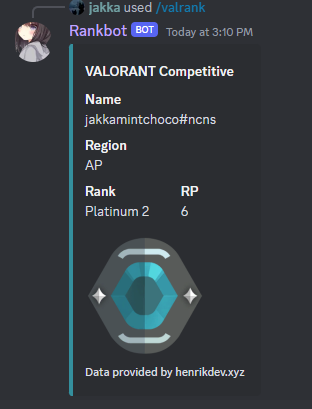 jakka used /valrank
Rankbot BOT Today at 3:10 PM
VALORANT Competitive
Name
jakkamintchoco#ncns
Region
AP
Rank RP
Platinum 2 6
Data provided by henrikdev.xyz